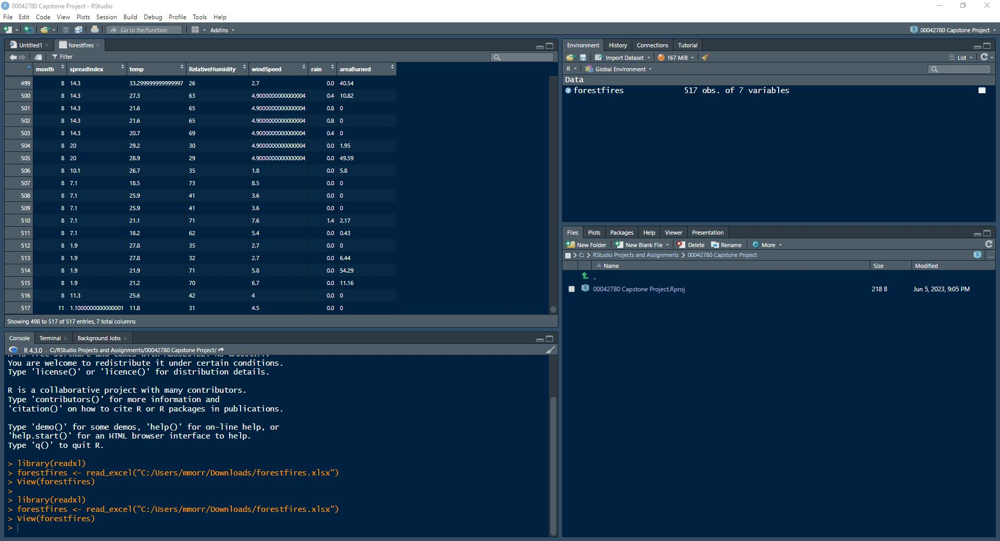 00042780 Capstone Project - RStudio
File Edit Code View Plots Session Build Debug Profile Tools Help
Go to file/function Addins 00042780 Capstone Project
Untitled1 forestfires
Filter
month spreadIndex temp RelativeHumidity windSpeed rain areaBurned
499 8 14.3 33.299999999999997 26 2.7 0.0 40.54
500 8 14.3 27.3 63 4.9000000000000004 0.4 10.82
501 8 14.3 21.6 65 4.9000000000000004 0.8 0
502 8 14.3 21.6 65 4.9000000000000004 0.8 0
503 8 14.3 20.7 69 4.9000000000000004 0.4 0
504 8 20 29.2 30 4.9000000000000004 0.0 1.95
505 8 20 28.9 29 4.9000000000000004 0.0 49.59
506 8 10.1 26.7 35 1.8 0.0 5.8
507 8 7.1 18.5 73 8.5 0.0 0
508 8 7.1 25.9 41 3.6 0.0 0
509 8 7.1 25.9 41 3.6 0.0 0
510 8 7.1 21.1 71 7.6 1.4 2.17
511 8 7.1 18.2 62 5.4 0.0 0.43
512 8 1.9 27.8 35 2.7 0.0 0
513 8 1.9 27.8 32 2.7 0.0 6.44
514 8 1.9 21.9 71 5.8 0.0 54.29
515 8 1.9 21.2 70 6.7 0.0 11.16
516 8 11.3 25.6 42 4 0.0 0
517 11 1.1000000000000001 11.8 31 4.5 0.0 0
Showing 498 to 517 of 517 entries, 7 total columns
Console Terminal Background Jobs
R 4.3.0 · C:/RStudio Projects and Assignments/00042780 Capstone Project/
R is free software and comes with ABSOLUTELY NO WARRANTY.
You are welcome to redistribute it under certain conditions.
Type 'license()' or 'licence()' for distribution details.
R is a collaborative project with many contributors.
Type 'contributors()' for more information and
'citation()' on how to cite R or R packages in publications.
Type 'demo()' for some demos, 'help()' for on-line help, or
'help.start()' for an HTML browser interface to help.
Type 'q()' to quit R.
> library(readxl)
> forestfires <- read_excel("C:/Users/mmorr/Downloads/forestfires.xlsx")
> View(forestfires)
>
> library(readxl)
> forestfires <- read_excel("C:/Users/mmorr/Downloads/forestfires.xlsx")
> View(forestfires)
>
Environment History Connections Tutorial
Import Dataset 167 MiB List
R Global Environment
Data
forestfires 517 obs. of 7 variables
Files Plots Packages Help Viewer Presentation
New Folder New Blank File Delete Rename More
C: > RStudio Projects and Assignments > 00042780 Capstone Project ...
Name Size Modified
..
00042780 Capstone Project.Rproj 218 B Jun 5, 2023, 9:05 PM